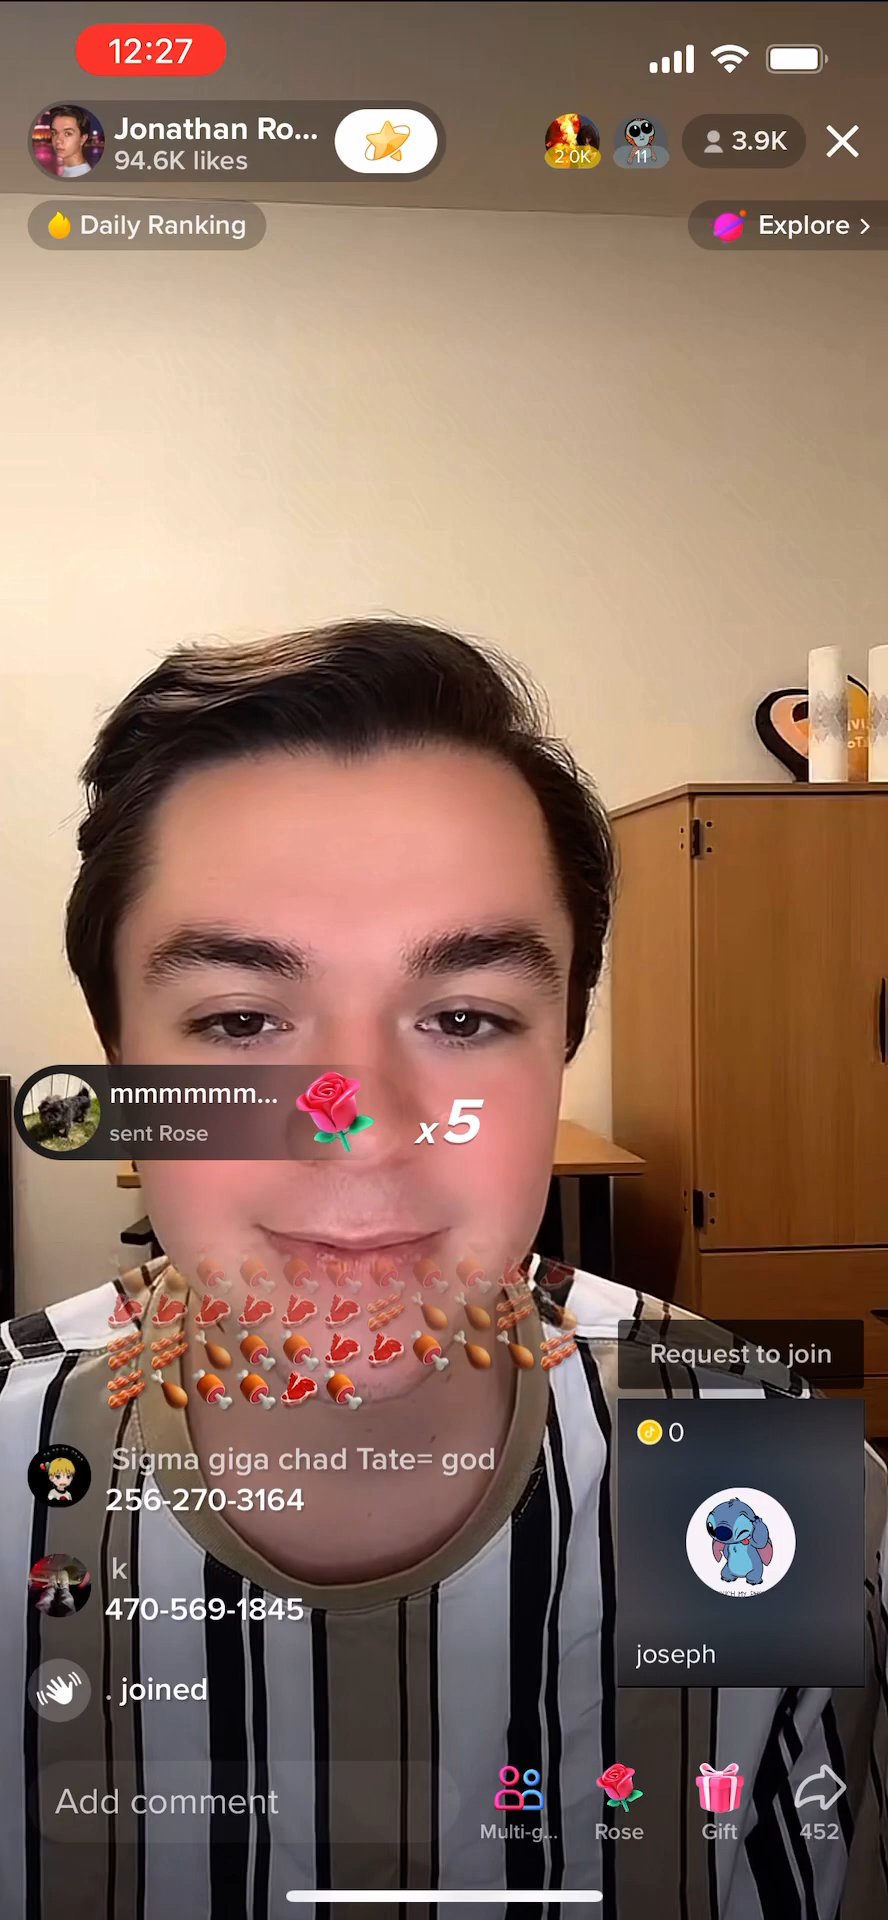 12:27
Jonathan Ro...
94.6K likes
2.0K
11
3.9K
Daily Ranking
Explore >
mmmmmm...
sent Rose
x5
Request to join
0
Sigma giga chad Tate= god
256-270-3164
k
470-569-1845
joseph
. joined
Add comment
Multi-g...
Rose
Gift
452